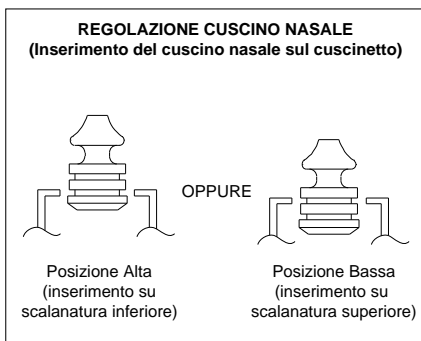 REGOLAZIONE CUSCINO NASALE
(Inserimento del cuscino nasale sul cuscinetto)
OPPURE
Posizione Alta
(inserimento su
scalanatura inferiore)
Posizione Bassa
(inserimento su
scalanatura superiore)